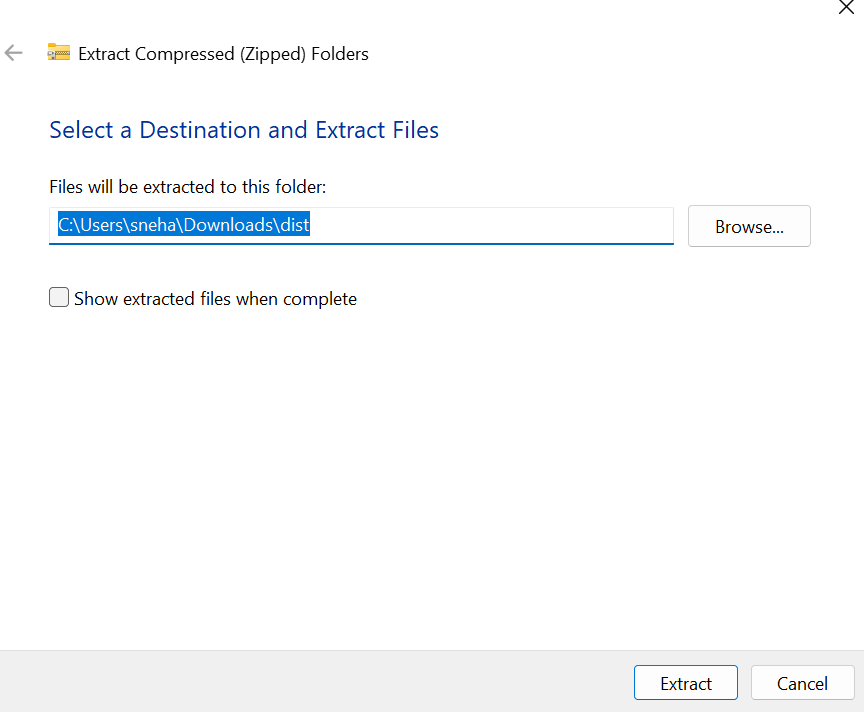 Extract Compressed (Zipped) Folders
Select a Destination and Extract Files
Files will be extracted to this folder:
C:\Users\sneha\Downloads\dist
Browse...
Show extracted files when complete
Extract
Cancel